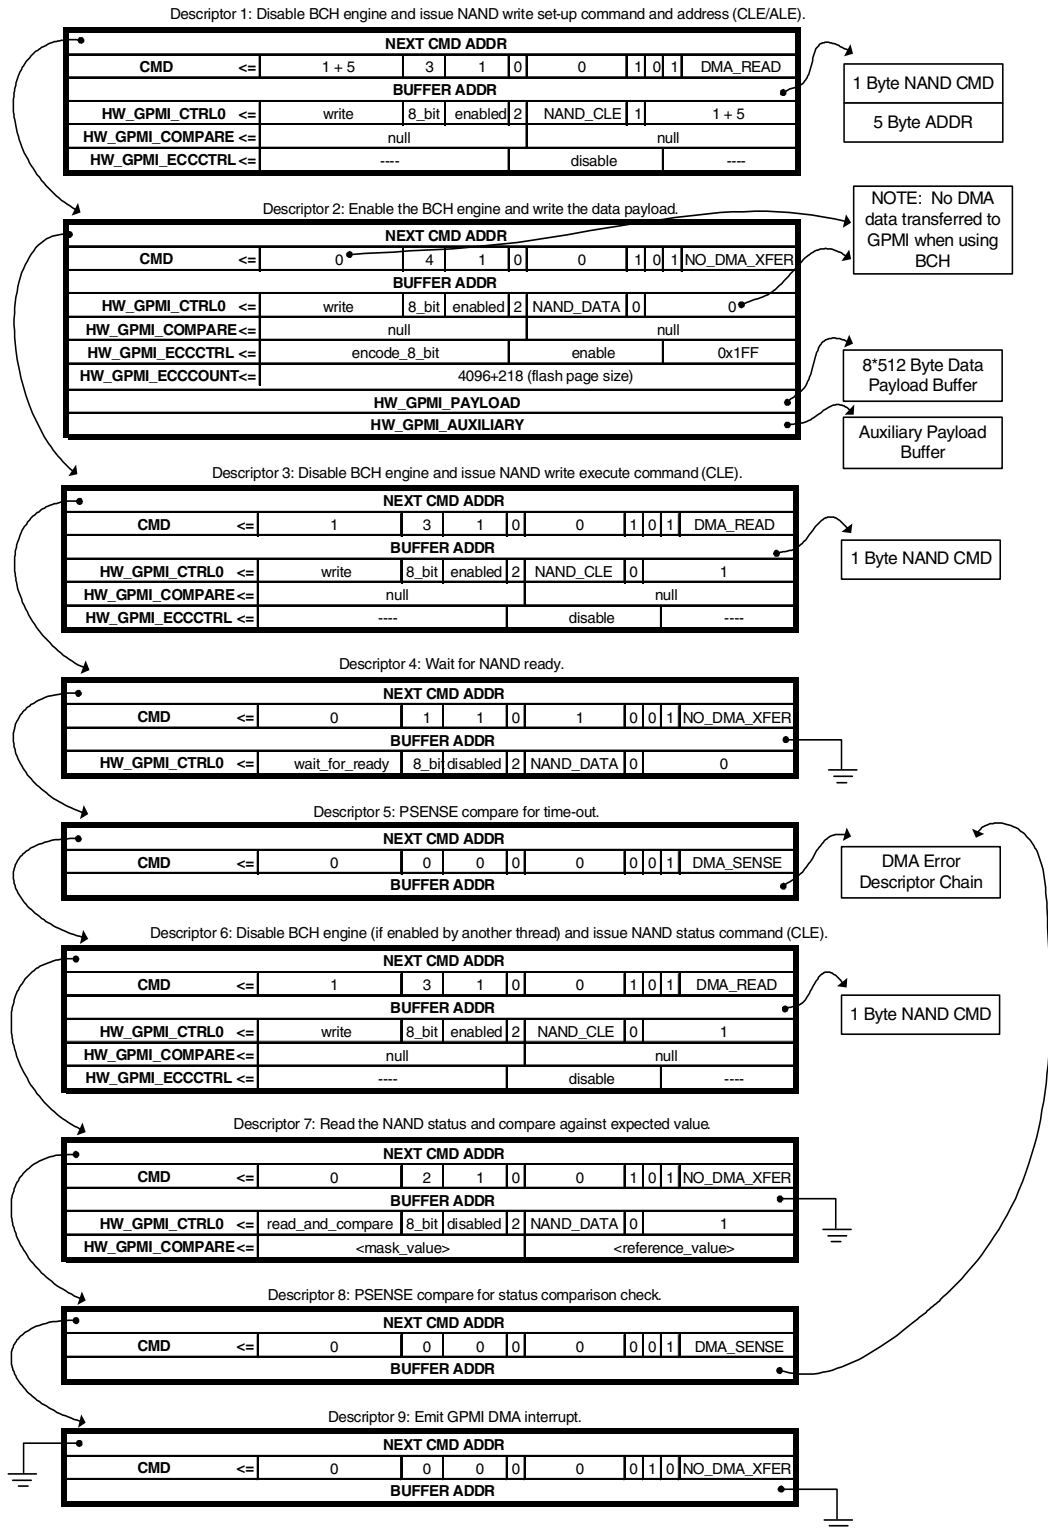 Descriptor 1: Disable BCH engine and issue NAND write set-up command and address (CLE/ALE).
NEXT CMD ADDR
CMD <= 1 + 5 3 1 0 0 1 0 1 DMA_READ
BUFFER ADDR
HW_GPMI_CTRL0 <= write 8_bit enabled 2 NAND_CLE 1 1 + 5
HW_GPMI_COMPARE <= null null
HW_GPMI_ECCCTRL <= ---- disable ----
1 Byte NAND CMD
5 Byte ADDR
Descriptor 2: Enable the BCH engine and write the data payload.
NEXT CMD ADDR
CMD <= 0 4 1 0 0 1 0 1 NO_DMA_XFER
BUFFER ADDR
HW_GPMI_CTRL0 <= write 8_bit enabled 2 NAND_DATA 0 0
HW_GPMI_COMPARE<= null null
HW_GPMI_ECCCTRL <= encode_8_bit enable 0x1FF
HW_GPMI_ECCCOUNT<= 4096+218 (flash page size)
HW_GPMI_PAYLOAD
HW_GPMI_AUXILIARY
NOTE: No DMA
data transferred to
GPMI when using
BCH
8*512 Byte Data
Payload Buffer
Auxiliary Payload
Buffer
Descriptor 3: Disable BCH engine and issue NAND write execute command (CLE).
NEXT CMD ADDR
CMD <= 1 3 1 0 0 1 0 1 DMA_READ
BUFFER ADDR
HW_GPMI_CTRL0 <= write 8_bit enabled 2 NAND_CLE 0 1
HW_GPMI_COMPARE<= null null
HW_GPMI_ECCCTRL <= ---- disable ----
1 Byte NAND CMD
Descriptor 4: Wait for NAND ready.
NEXT CMD ADDR
CMD <= 0 1 1 0 1 0 0 1 NO_DMA_XFER
BUFFER ADDR
HW_GPMI_CTRL0 <= wait_for_ready 8_bit disabled 2 NAND_DATA 0 0
Descriptor 5: PSENSE compare for time-out.
NEXT CMD ADDR
CMD <= 0 0 0 0 0 0 0 1 DMA_SENSE
BUFFER ADDR
DMA Error
Descriptor Chain
Descriptor 6: Disable BCH engine (if enabled by another thread) and issue NAND status command (CLE).
NEXT CMD ADDR
CMD <= 1 3 1 0 0 1 0 1 DMA_READ
BUFFER ADDR
HW_GPMI_CTRL0 <= write 8_bit enabled 2 NAND_CLE 0 1
HW_GPMI_COMPARE<= null null
HW_GPMI_ECCCTRL <= ---- disable ----
1 Byte NAND CMD
Descriptor 7: Read the NAND status and compare against expected value.
NEXT CMD ADDR
CMD <= 0 2 1 0 0 1 0 1 NO_DMA_XFER
BUFFER ADDR
HW_GPMI_CTRL0 <= read_and_compare 8_bit disabled 2 NAND_DATA 0 1
HW_GPMI_COMPARE<= <mask_value> <reference_value>
Descriptor 8: PSENSE compare for status comparison check.
NEXT CMD ADDR
CMD <= 0 0 0 0 0 0 0 1 DMA_SENSE
BUFFER ADDR
Descriptor 9: Emit GPMI DMA interrupt.
NEXT CMD ADDR
CMD <= 0 0 0 0 0 0 1 0 NO_DMA_XFER
BUFFER ADDR